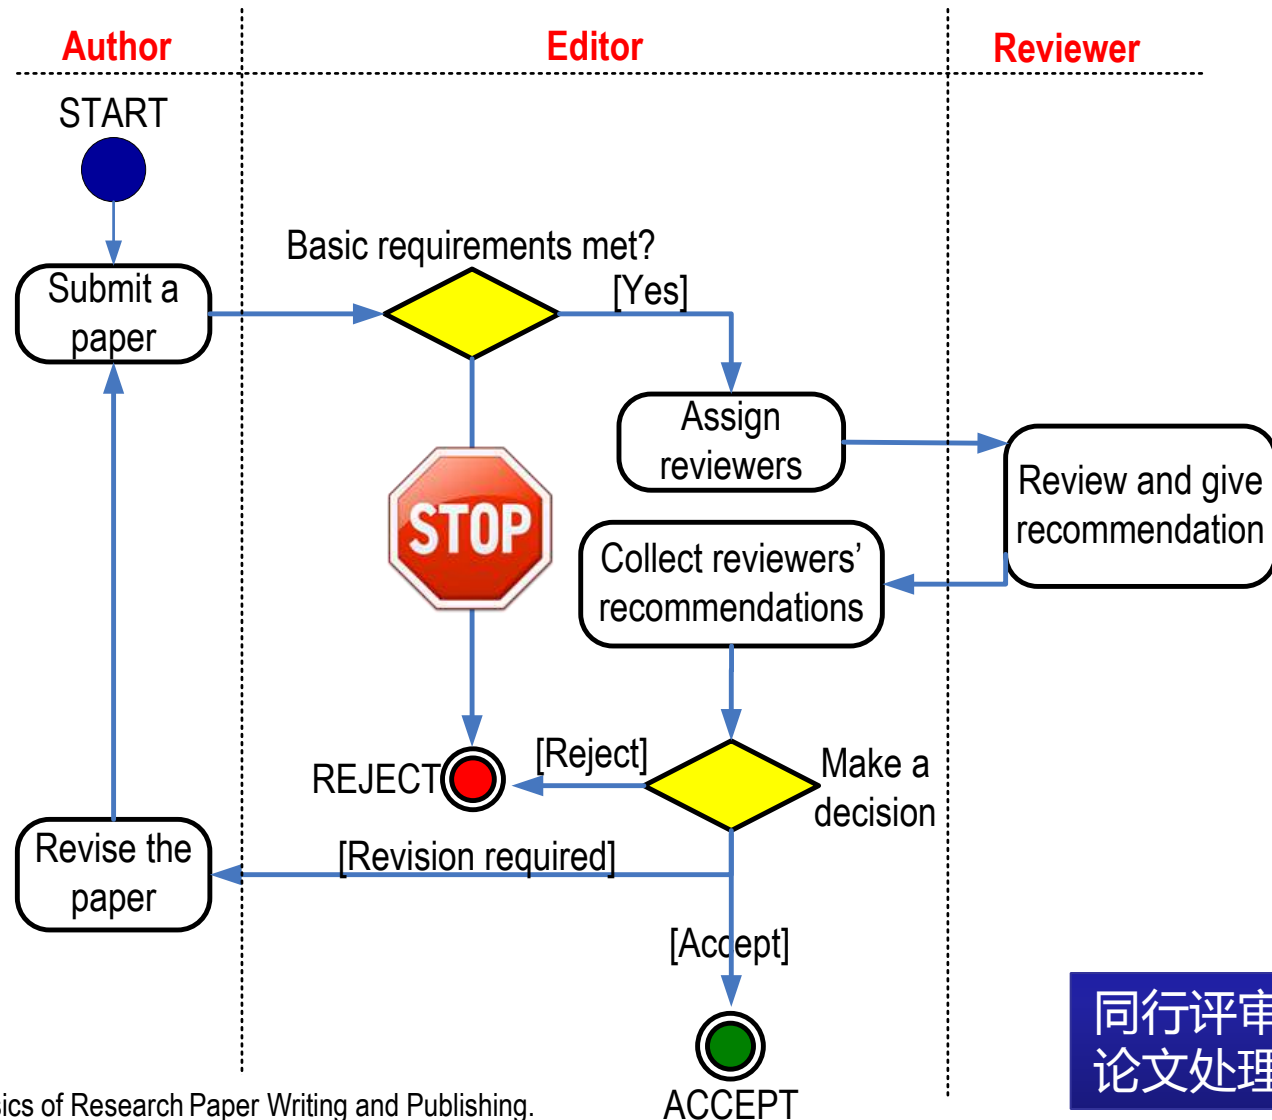 Author
Editor
Reviewer
START
Basic requirements met?
[Yes]
Submit a
paper
Assign
reviewers
Review and give
recommendation
STOP
Collect reviewers’
recommendations
REJECT
[Reject]
Make a
decision
Revise the
paper
[Revision required]
[Accept]
ACCEPT
同行评审
论文处理
of Research Paper Writing and Publishing.